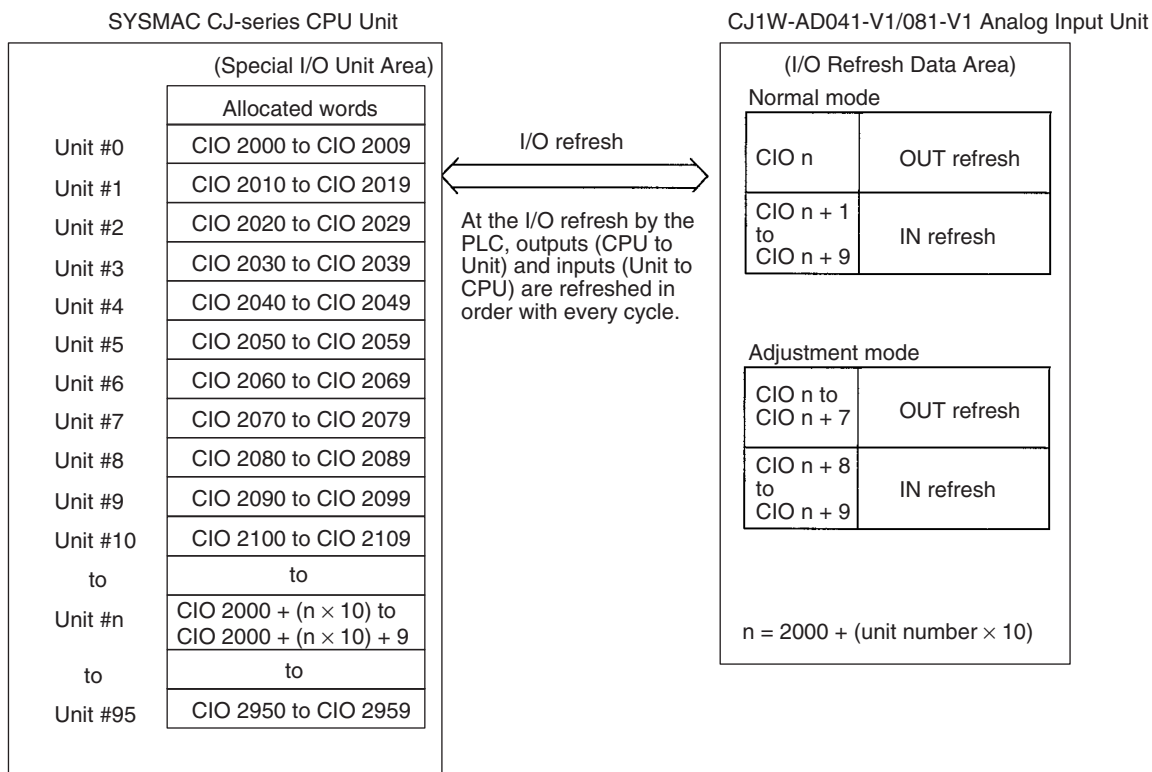 SYSMAC CJ-series CPU Unit
CJ1W-AD041-V1/081-V1 Analog Input Unit
(Special I/O Unit Area)
Allocated words
Unit #0 CIO 2000 to CIO 2009
Unit #1 CIO 2010 to CIO 2019
Unit #2 CIO 2020 to CIO 2029
Unit #3 CIO 2030 to CIO 2039
Unit #4 CIO 2040 to CIO 2049
Unit #5 CIO 2050 to CIO 2059
Unit #6 CIO 2060 to CIO 2069
Unit #7 CIO 2070 to CIO 2079
Unit #8 CIO 2080 to CIO 2089
Unit #9 CIO 2090 to CIO 2099
Unit #10 CIO 2100 to CIO 2109
to to
Unit #n CIO 2000 + (n × 10) to
CIO 2000 + (n × 10) + 9
to to
Unit #95 CIO 2950 to CIO 2959
I/O refresh
At the I/O refresh by the
PLC, outputs (CPU to
Unit) and inputs (Unit to
CPU) are refreshed in
order with every cycle.
(I/O Refresh Data Area)
Normal mode
CIO n OUT refresh
CIO n + 1
to
CIO n + 9
IN refresh
Adjustment mode
CIO n to
CIO n + 7
OUT refresh
CIO n + 8
to
CIO n + 9
IN refresh
n = 2000 + (unit number × 10)